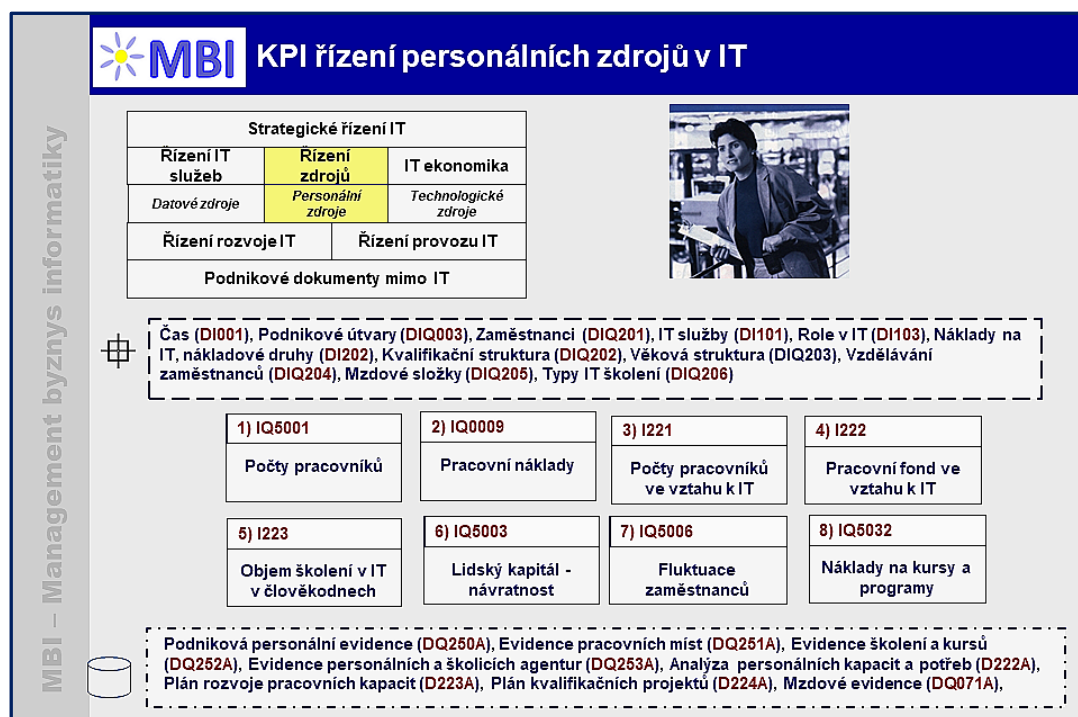 MBI
KPI řízení personálních zdrojů v IT
MBI – Management byznys informatiky
Strategické řízení IT
Řízení IT
služeb
Řízení
zdrojů
IT ekonomika
Datové zdroje
Personální
zdroje
Technologické
zdroje
Řízení rozvoje IT
Řízení provozu IT
Podnikové dokumenty mimo IT
Čas (DI001), Podnikové útvary (DIQ003), Zaměstnanci (DIQ201), IT služby (DI101), Role v IT (DI103), Náklady na
IT, nákladové druhy (DI202), Kvalifikační struktura (DIQ202), Věková struktura (DIQ203), Vzdělávání
zaměstnanců (DIQ204), Mzdové složky (DIQ205), Typy IT školení (DIQ206)
1) IQ5001
Počty pracovníků
2) IQ0009
Pracovní náklady
3) I221
Počty pracovníků
ve vztahu k IT
4) I222
Pracovní fond ve
vztahu k IT
5) I223
Objem školení v IT
v člověkodnech
6) IQ5003
Lidský kapitál -
návratnost
7) IQ5006
Fluktuace
zaměstnanců
8) IQ5032
Náklady na kursy a
programy
Podniková personální evidence (DQ250A), Evidence pracovních míst (DQ251A), Evidence školení a kursů
(DQ252A), Evidence personálních a školicích agentur (DQ253A), Analýza personálních kapacit a potřeb (D222A),
Plán rozvoje pracovních kapacit (D223A), Plán kvalifikačních projektů (D224A), Mzdové evidence (DQ071A),